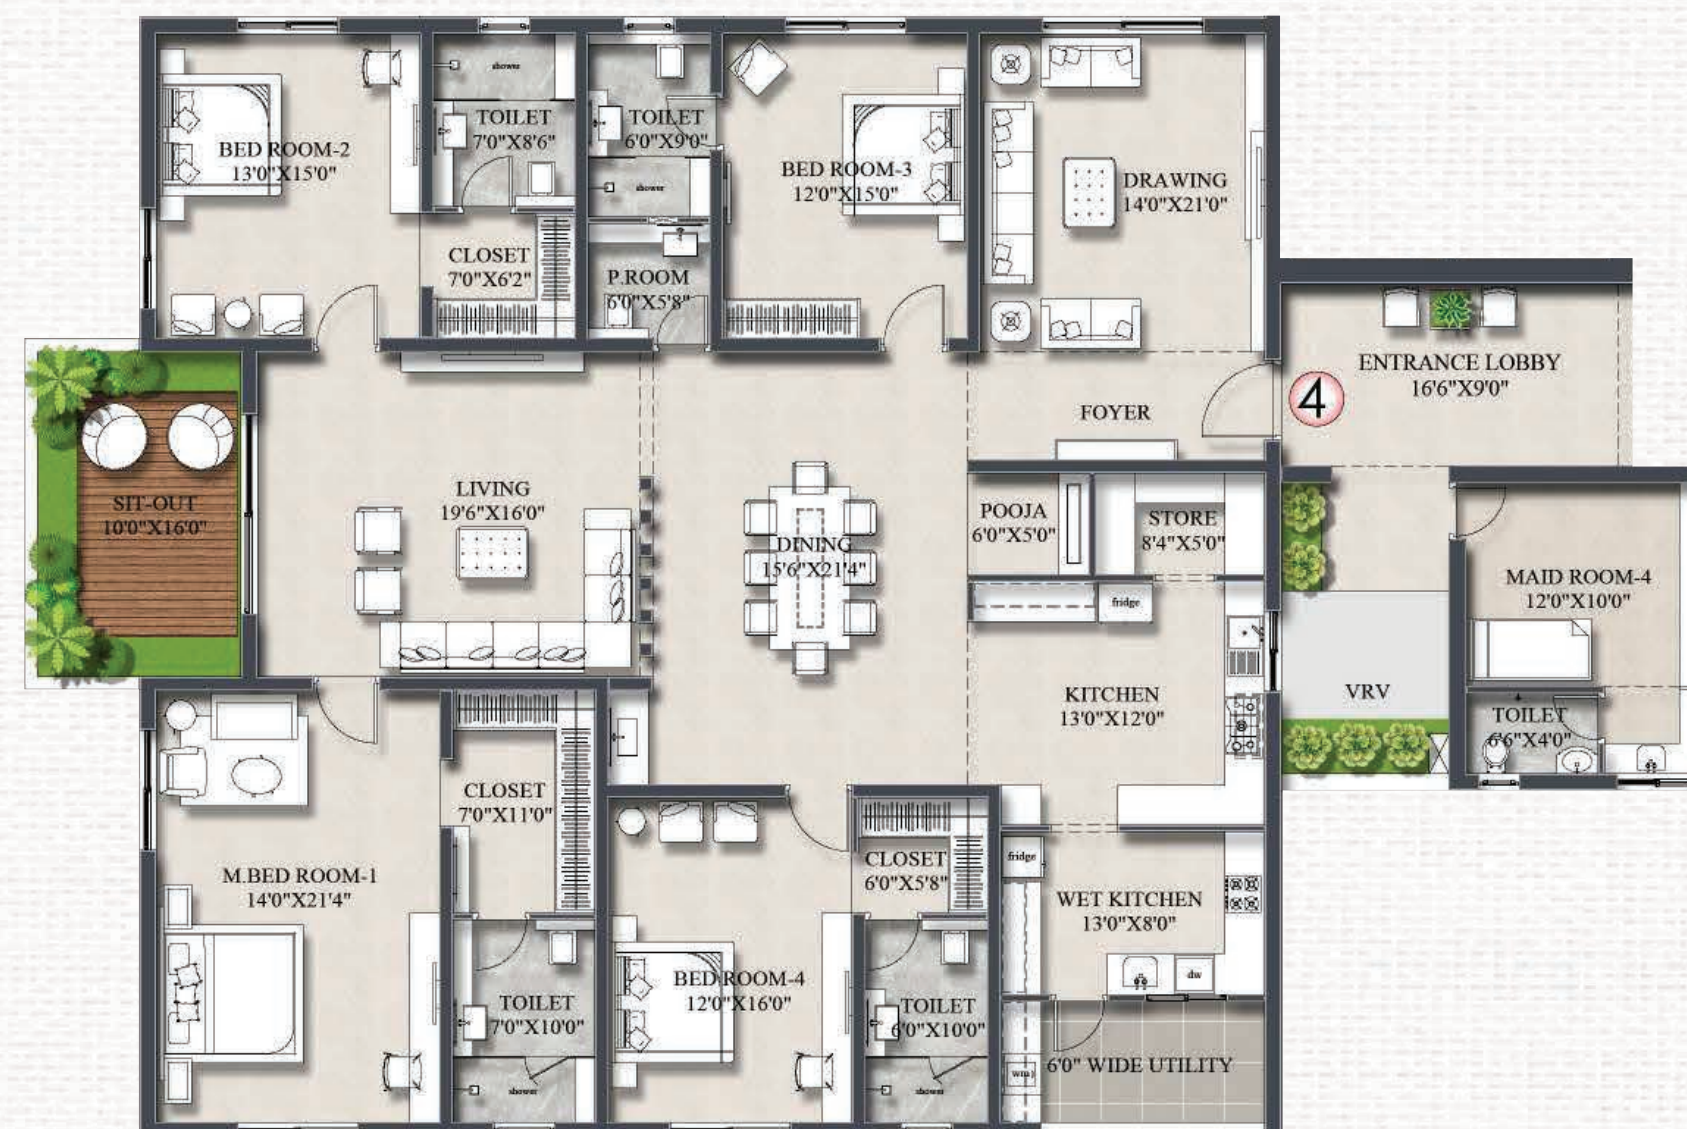 shower
TOILET
7'0"X8'6"
TOILET
6'0"X9'0"
shower
BED ROOM-2
13'0"X15'0"
BED ROOM-3
12'0"X15'0"
DRAWING
14'0"X21'0"
CLOSET
7'0"X6'2"
P.ROOM
6'0"X5'8"
ENTRANCE LOBBY
16'6"X9'0"
4
FOYER
SIT-OUT
10'0"X16'0"
LIVING
19'6"X16'0"
DINING
15'6"X21'4"
POOJA
6'0"X5'0"
STORE
8'4"X5'0"
fridge
MAID ROOM-4
12'0"X10'0"
KITCHEN
13'0"X12'0"
VRV
TOILET
6'6"X4'0"
CLOSET
7'0"X11'0"
M.BED ROOM-1
14'0"X21'4"
CLOSET
6'0"X5'8"
fridge
WET KITCHEN
13'0"X8'0"
dw
BED ROOM-4
12'0"X16'0"
TOILET
7'0"X10'0"
TOILET
6'0"X10'0"
6'0" WIDE UTILITY
wm
shower
shower